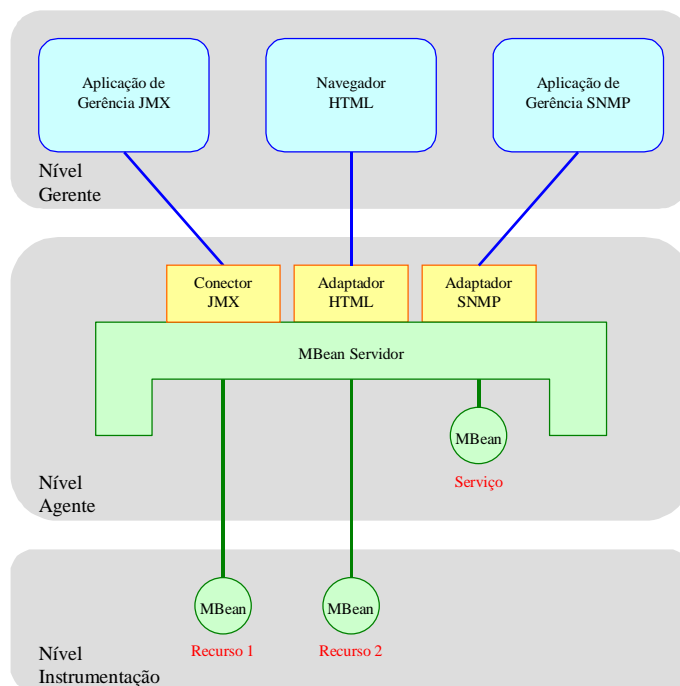 Aplicação de
Gerência JMX
Navegador
HTML
Aplicação de
Gerência SNMP
Nível
Gerente
Conector
JMX
Adaptador
HTML
Adaptador
SNMP
MBean Servidor
MBean
Serviço
Nível
Agente
MBean
MBean
Recurso 1
Recurso 2
Nível
Instrumentação